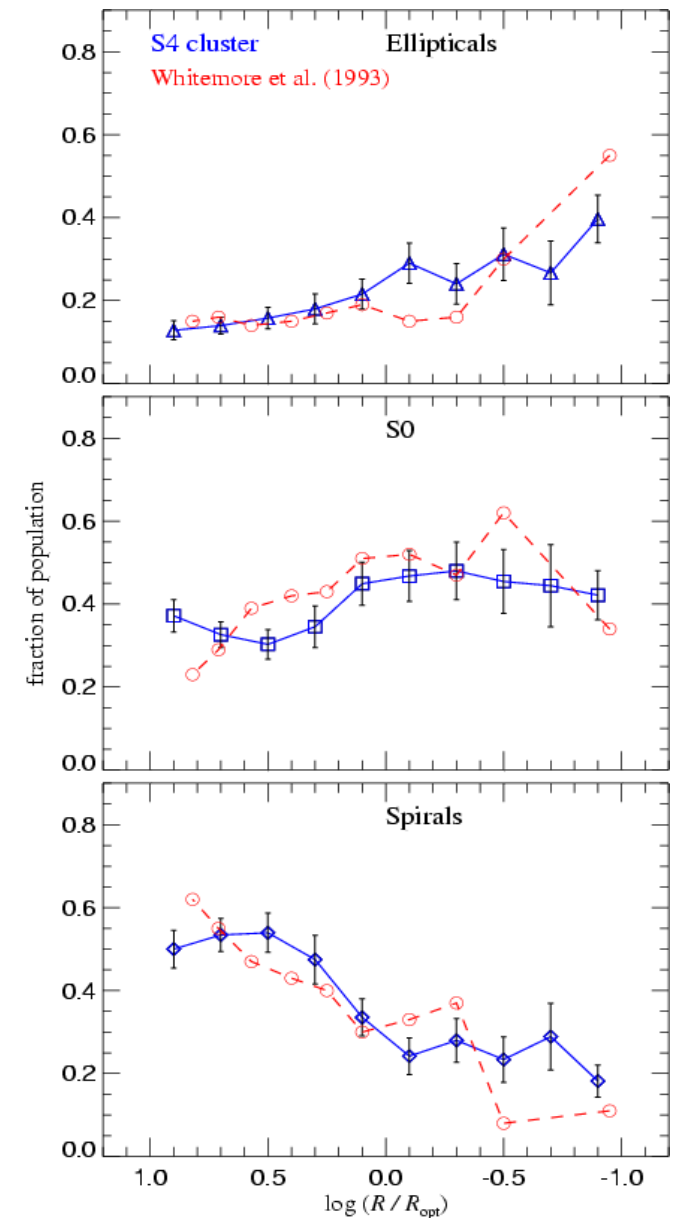 0.8
S4 cluster
Ellipticals
Whitemore et al. (1993)
0.6
0.4
0.2
0.0
0.8
S0
0.6
0.4
0.2
0.0
fraction of population
0.8
Spirals
0.6
0.4
0.2
0.0
1.0 0.5 0.0 -0.5 -1.0
log (R / Ropt)